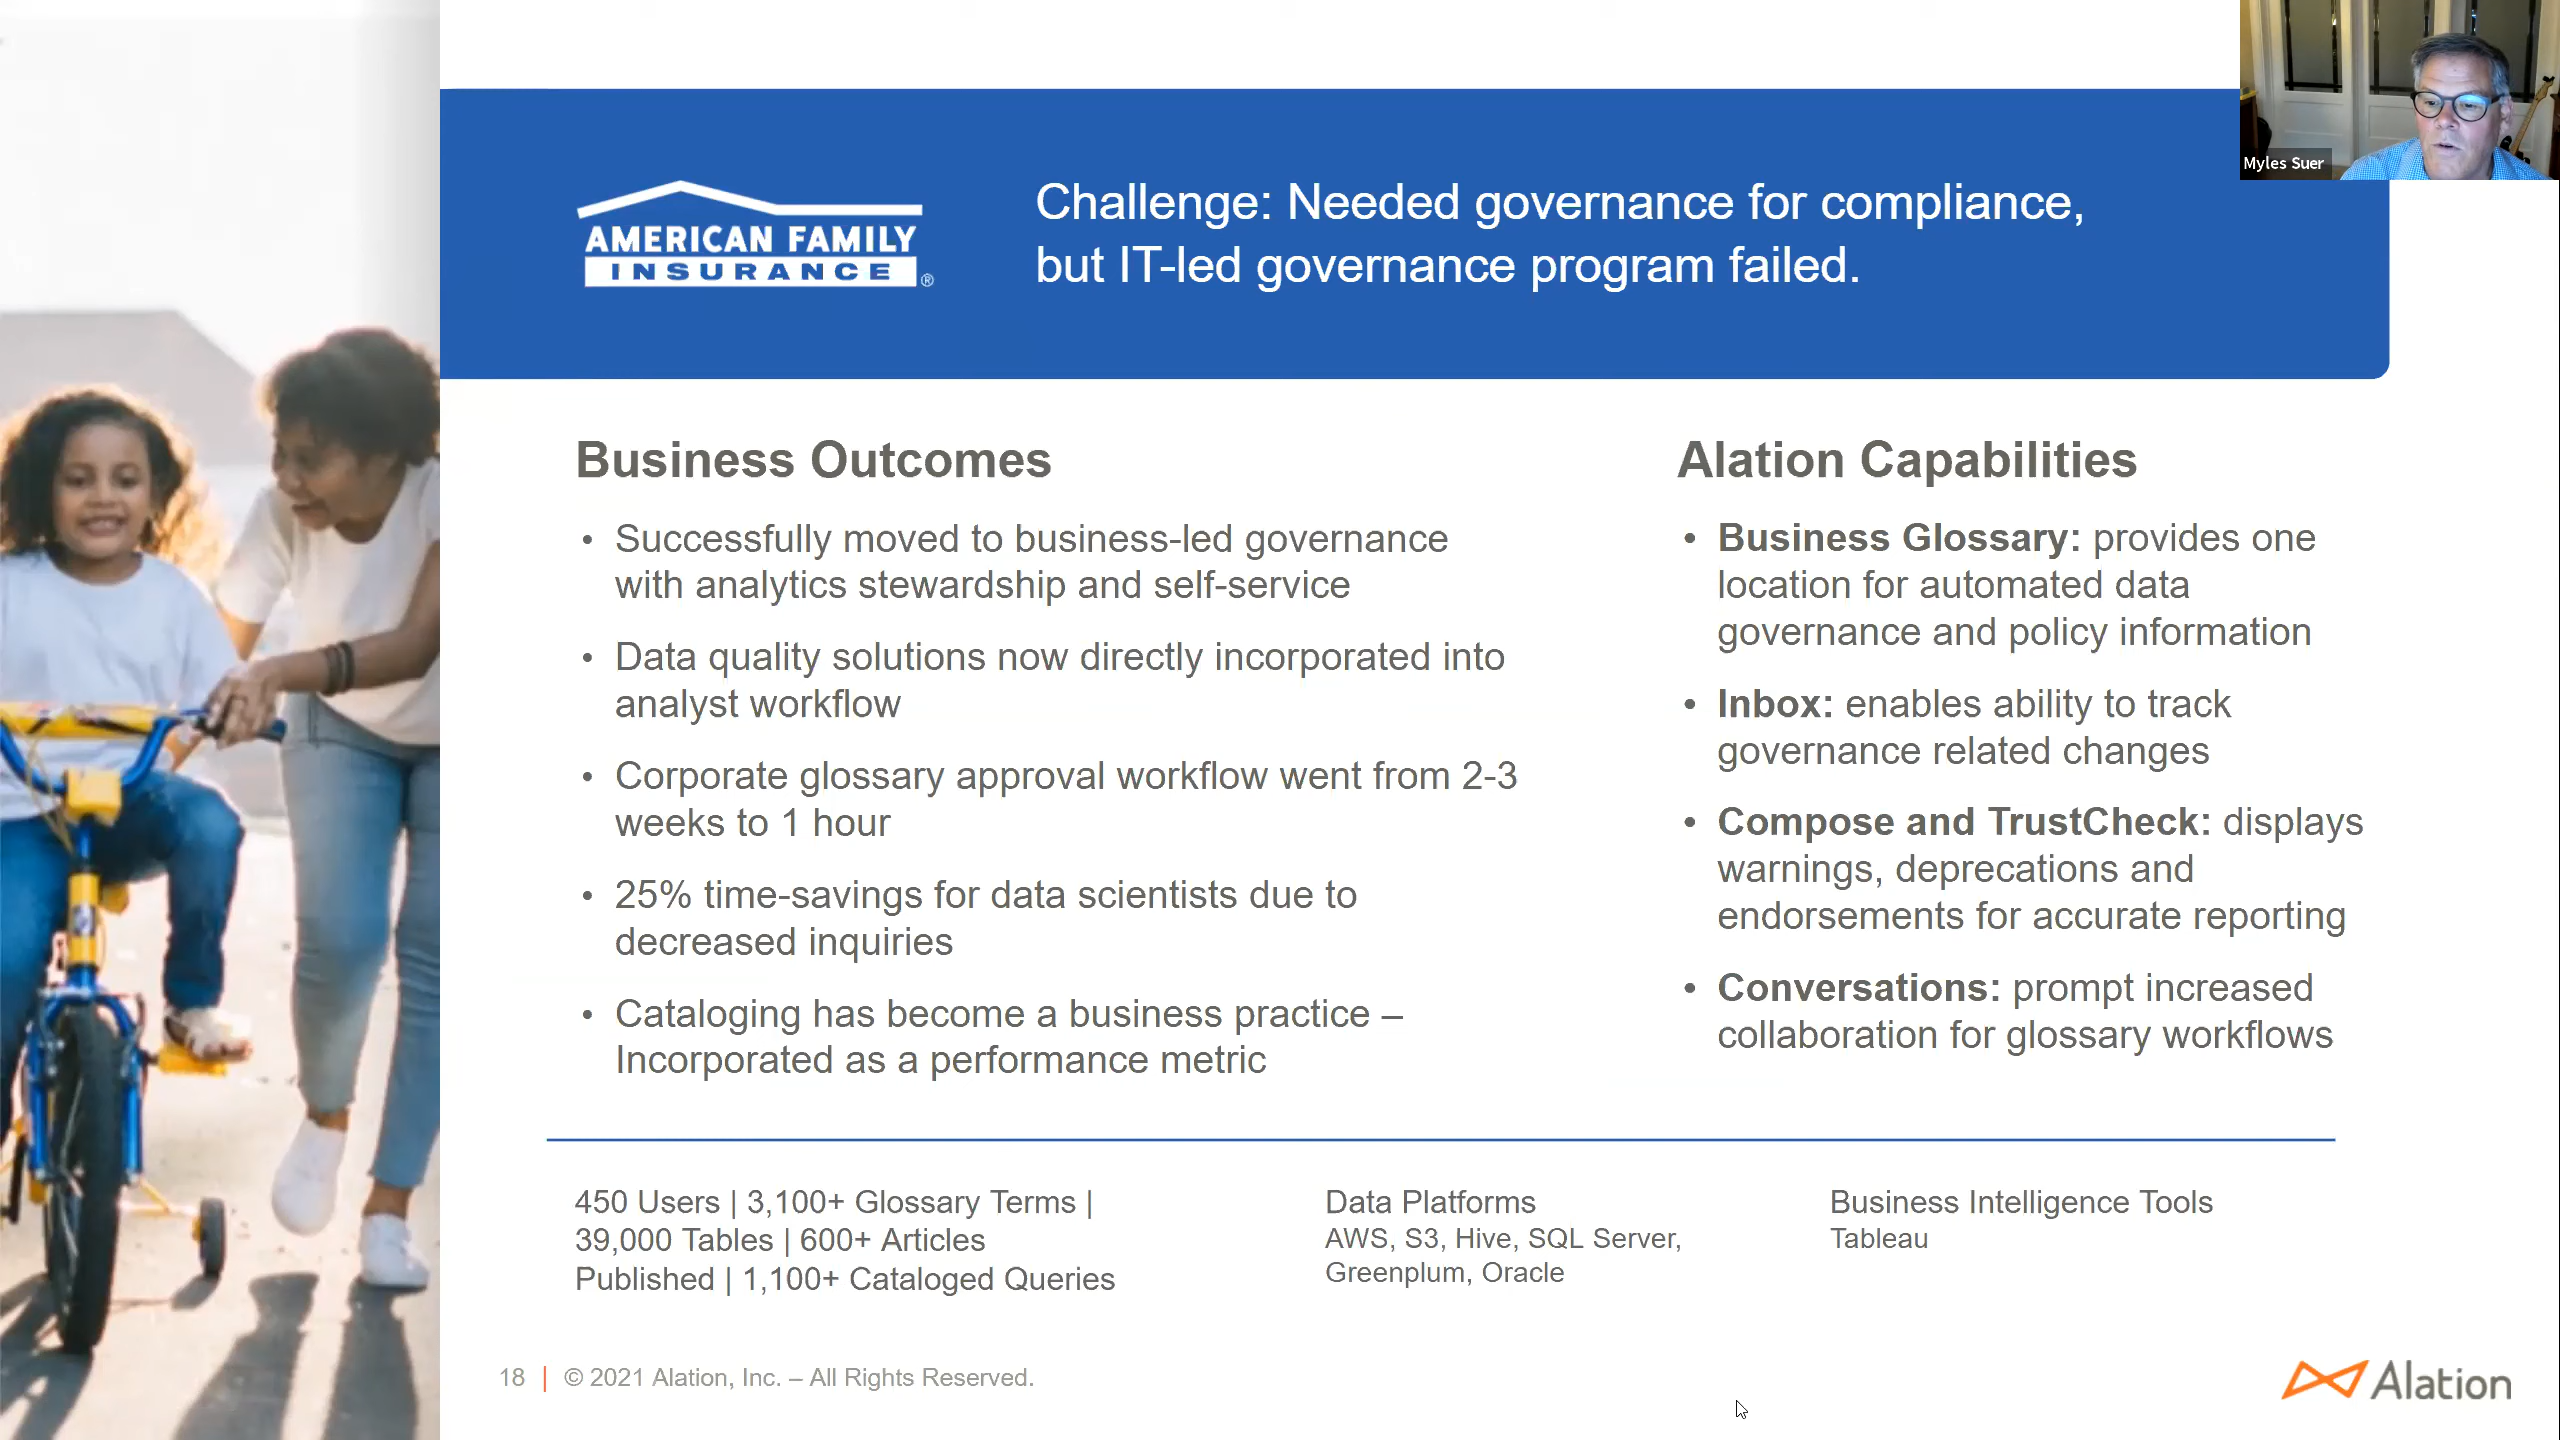 Myles Suer
AMERICAN FAMILY
INSURANCE ®
Challenge: Needed governance for compliance,
but IT-led governance program failed.
Business Outcomes
• Successfully moved to business-led governance
with analytics stewardship and self-service
• Data quality solutions now directly incorporated into
analyst workflow
• Corporate glossary approval workflow went from 2-3
weeks to 1 hour
• 25% time-savings for data scientists due to
decreased inquiries
• Cataloging has become a business practice –
Incorporated as a performance metric
Alation Capabilities
• Business Glossary: provides one
location for automated data
governance and policy information
• Inbox: enables ability to track
governance related changes
• Compose and TrustCheck: displays
warnings, deprecations and
endorsements for accurate reporting
• Conversations: prompt increased
collaboration for glossary workflows
450 Users | 3,100+ Glossary Terms |
39,000 Tables | 600+ Articles
Published | 1,100+ Cataloged Queries
Data Platforms
AWS, S3, Hive, SQL Server,
Greenplum, Oracle
Business Intelligence Tools
Tableau
18 | © 2021 Alation, Inc. – All Rights Reserved.
Alation